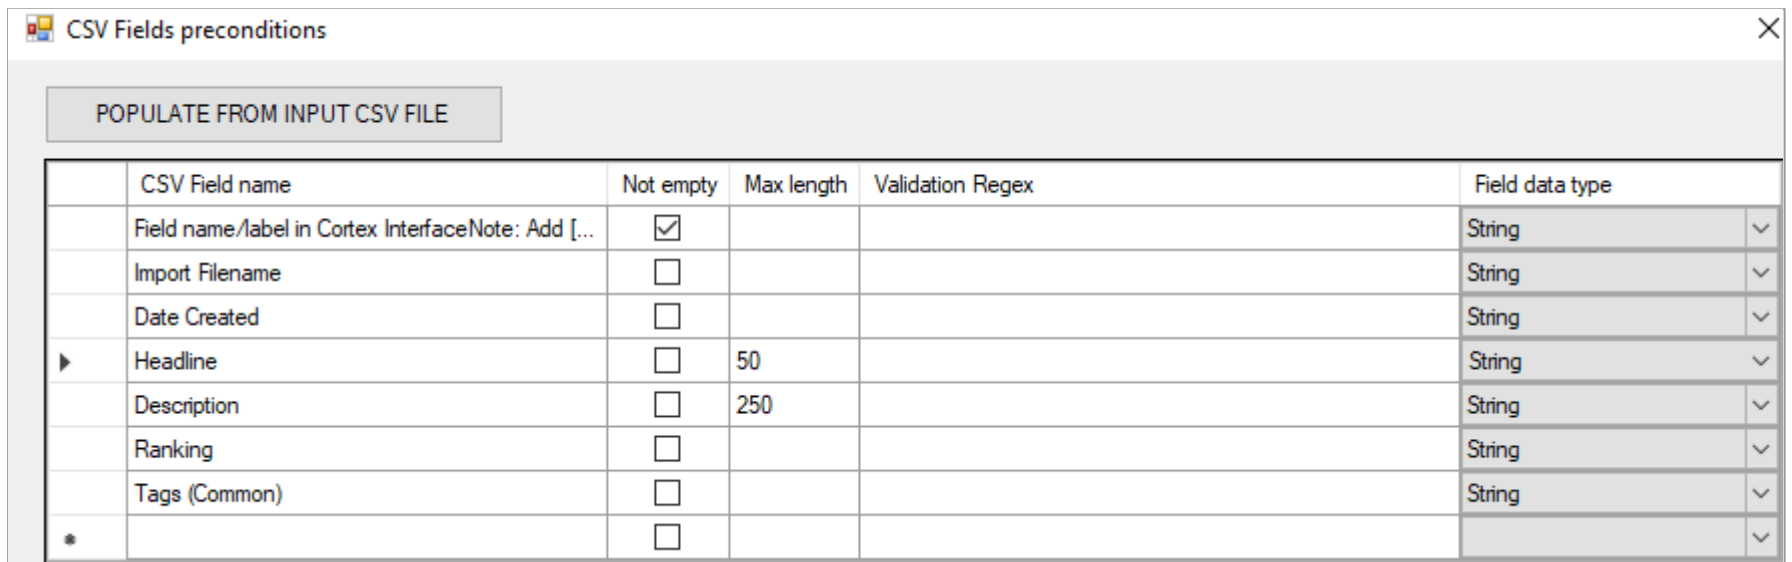 CSV Fields preconditions
POPULATE FROM INPUT CSV FILE
CSV Field name Not empty Max length Validation Regex Field data type
Field name/label in Cortex InterfaceNote: Add [... String
Import Filename String
Date Created String
Headline 50 String
Description 250 String
Ranking String
Tags (Common) String